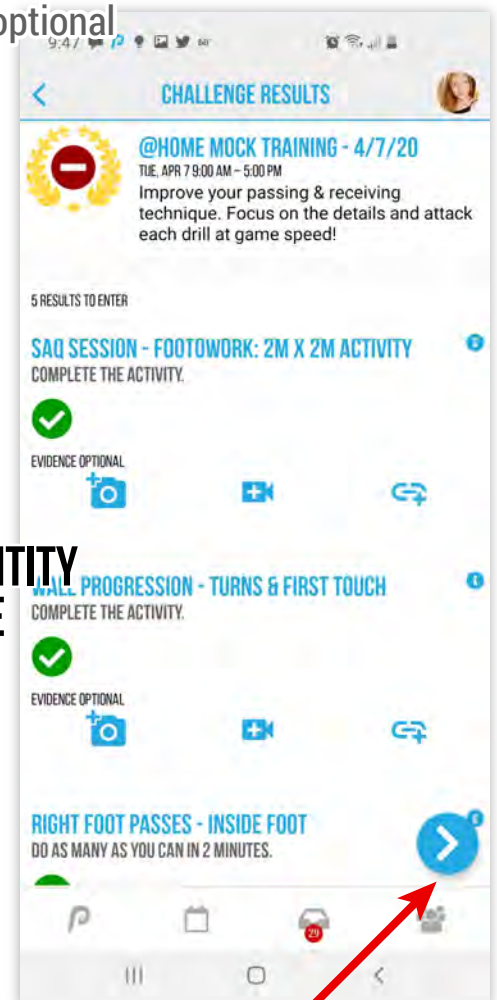 optional
9:47
CHALLENGE RESULTS
@HOME MOCK TRAINING - 4/7/20
TUE, APR 7 9:00 AM – 5:00 PM
Improve your passing & receiving
technique. Focus on the details and attack
each drill at game speed!
5 RESULTS TO ENTER
SAQ SESSION - FOOTOWORK: 2M X 2M ACTIVITY
COMPLETE THE ACTIVITY.
EVIDENCE OPTIONAL
NTITY
WALL PROGRESSION - TURNS & FIRST TOUCH
E
COMPLETE THE ACTIVITY.
EVIDENCE OPTIONAL
RIGHT FOOT PASSES - INSIDE FOOT
DO AS MANY AS YOU CAN IN 2 MINUTES.
29